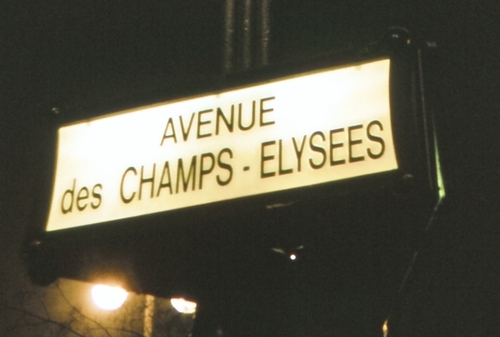 AVENUE
des CHAMPS - ELYSEES